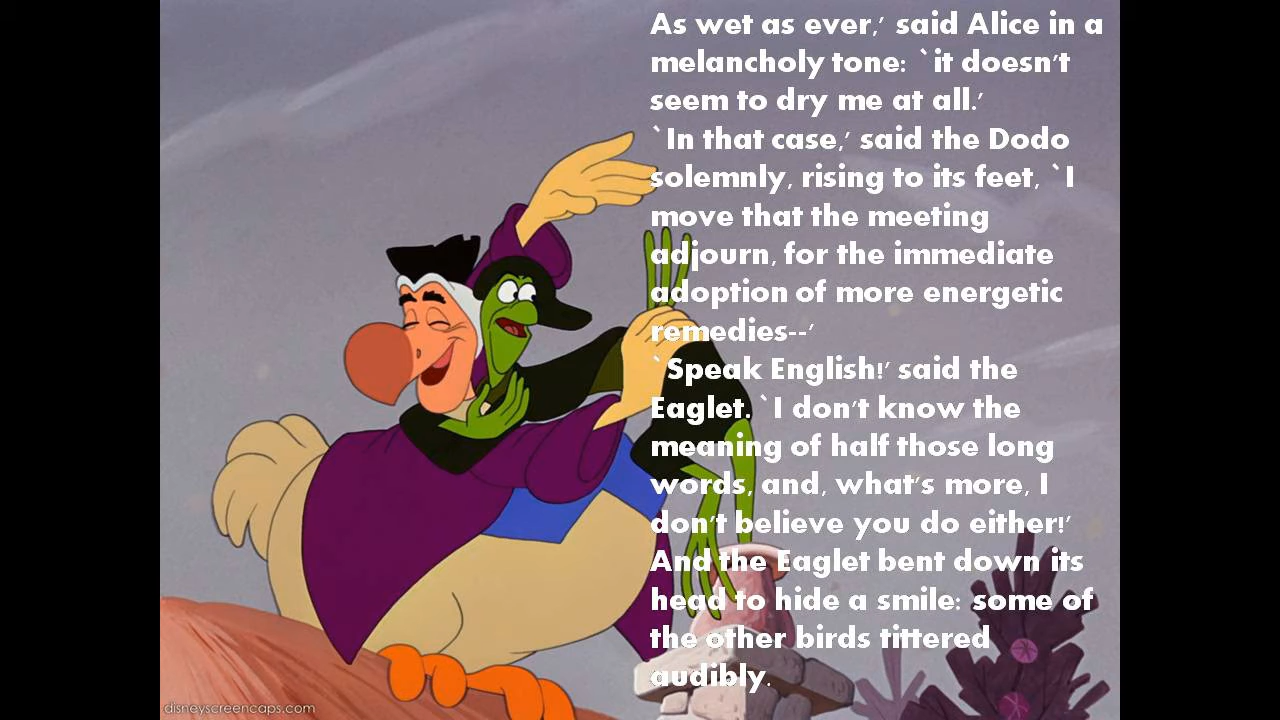 As wet as ever,' said Alice in a
melancholy tone: `it doesn't
seem to dry me at all.'
`In that case,' said the Dodo
solemnly, rising to its feet, `I
move that the meeting
adjourn, for the immediate
adoption of more energetic
remedies--'
`Speak English!' said the
Eaglet. `I don't know the
meaning of half those long
words, and, what's more, I
don't believe you do either!'
And the Eaglet bent down its
head to hide a smile: some of
the other birds tittered
audibly.
disneyscreencaps.com